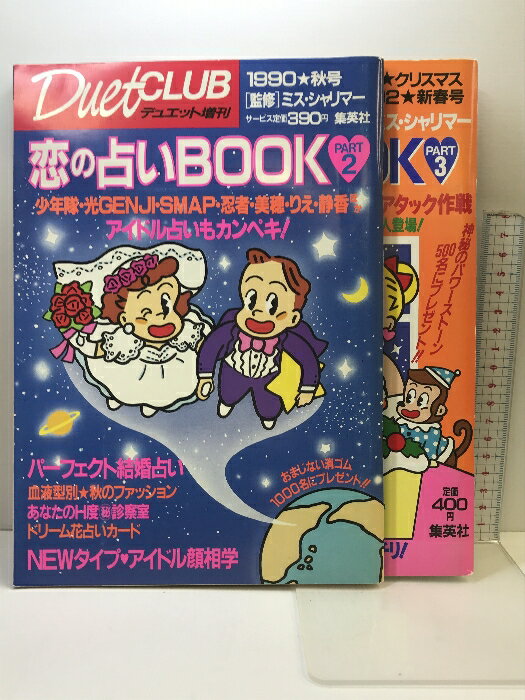 Duet CLUB
デュエット増刊
1990★秋号
[監修]ミス・シャリマー
サービス定価390円 集英社
恋の占いBOOK PART 2
少年隊・光GENJI・SMAP・忍者・美穂・りえ・静香
アイドル占いもカンペキ!
パーフェクト結婚占い
血液型別★秋のファッション
あなたのH度㊙診察室
ドリーム花占いカード
NEWタイプ♥アイドル顔相学
おまじない消ゴム
1000名にプレゼント!!
★クリスマス
2★新春号
ス・シャリマー
OK PART 3
アタック作戦
人登場!
神秘のパワーストーン
500名にプレゼント!!
定価
400円
集英社
リ!